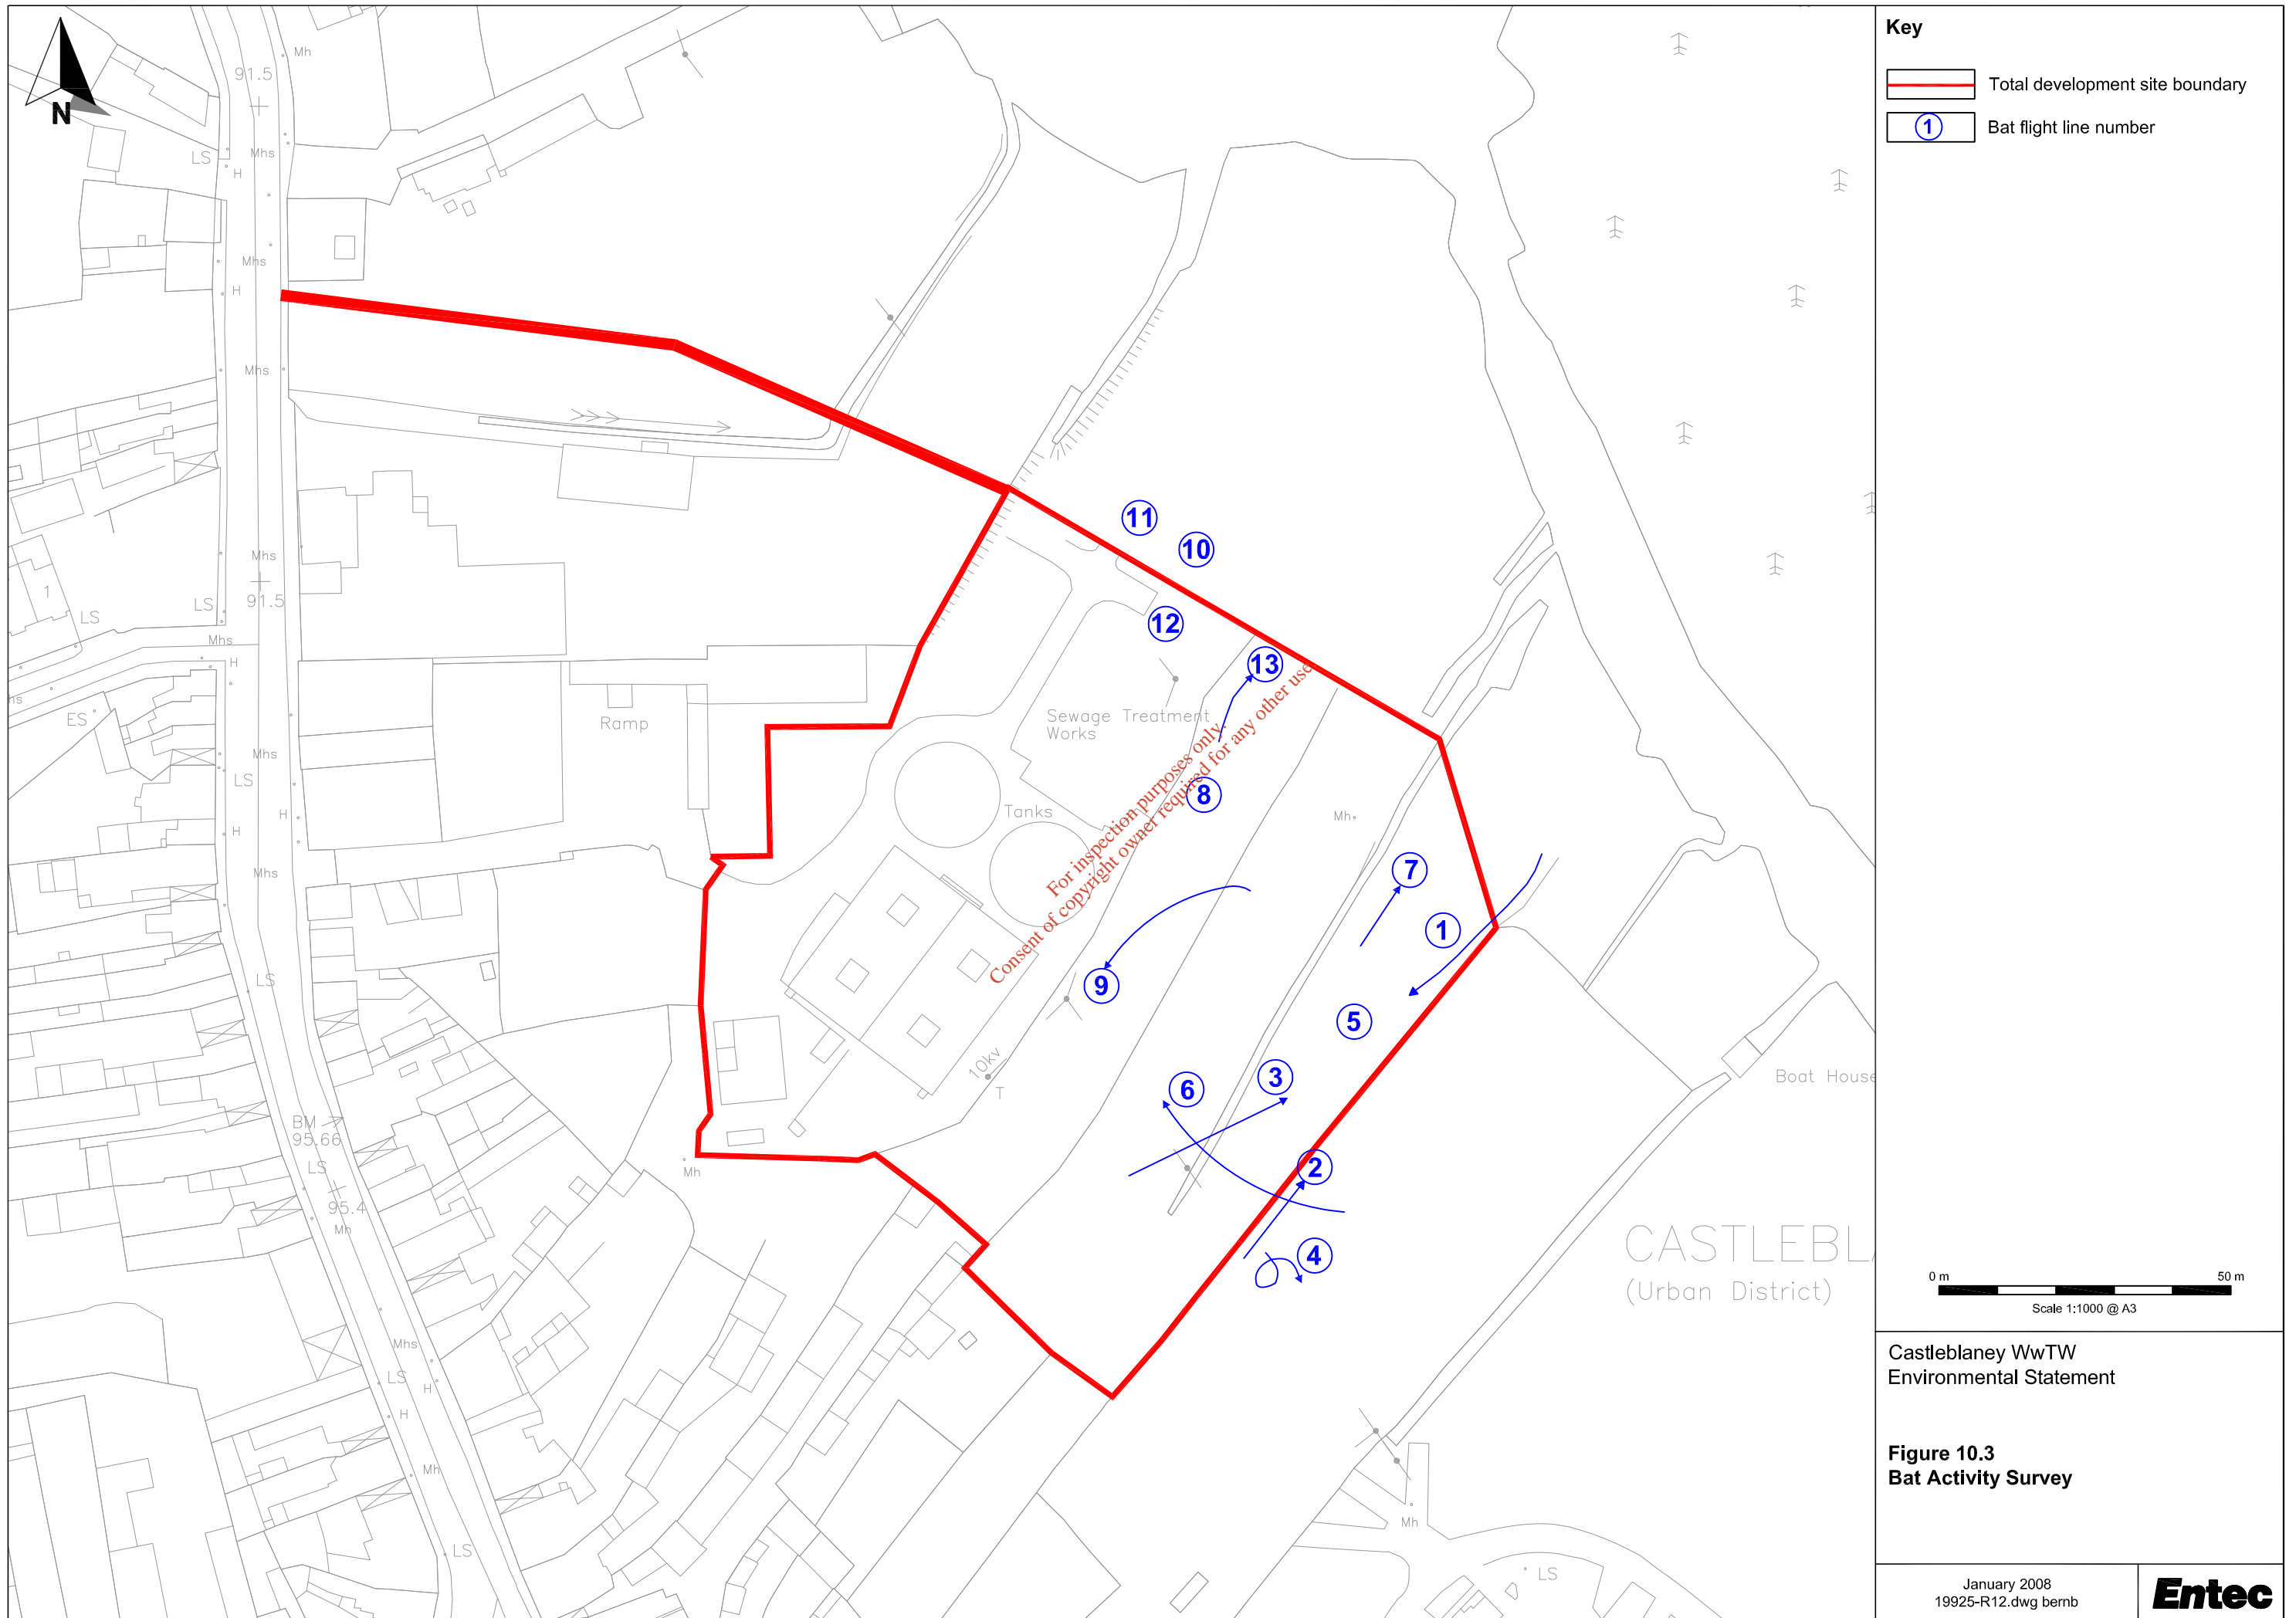 N
Mh
91.5
LS
Mhs
H
Mhs
H
Mhs
Mhs
91.5
1
LS
LS
Mhs
H
hs
ES
Ramp
Mhs
LS
H
H
Mhs
LS
BM
95.66
LS
95.4
Mh
Mhs
LS
H
H
Mh
LS
Mh
Sewage Treatment
Works
Tanks
Mh
10kv
T
Boat House
CASTLEBLA
(Urban District)
Mh
LS
11
10
12
13
8
7
1
9
5
3
6
2
4
For inspection purposes only.
Consent of copyright owner required for any other use.
Key
Total development site boundary
1
Bat flight line number
0 m
50 m
Scale 1:1000 @ A3
Castleblaney WwTW
Environmental Statement
Figure 10.3
Bat Activity Survey
January 2008
19925-R12.dwg bernb
Entec